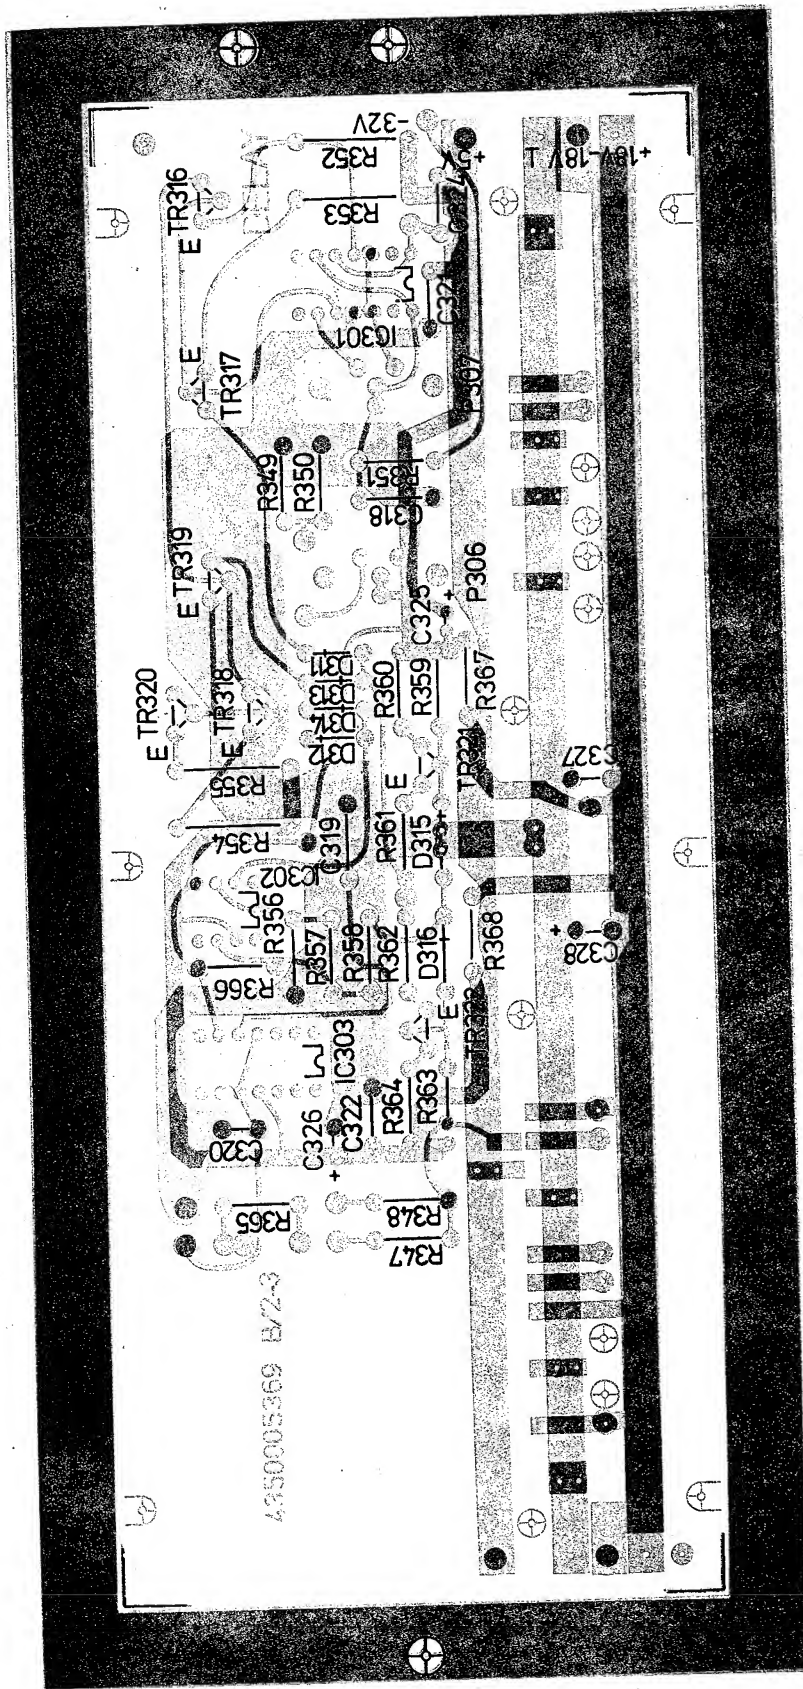 -32V
+5V
+18V-18V ⊥
R352
DELAY
TR316
E
R353
C324
C321
IC301
E
TR317
P307
R349
R350
R351
C318
TR319
E
P306
C325
+
TR320
E
TR318
E
D311
D313
D314
D312
R360
R359
R367
R355
E
TR321
C327
R354
C319
R361
D315
IC302
R356
R357
R358
R362
D316
R368
+
C328
R366
E
IC303
C320
C326
+
C322
R364
R363
R365
R348
R347
4350005369 B/2-3